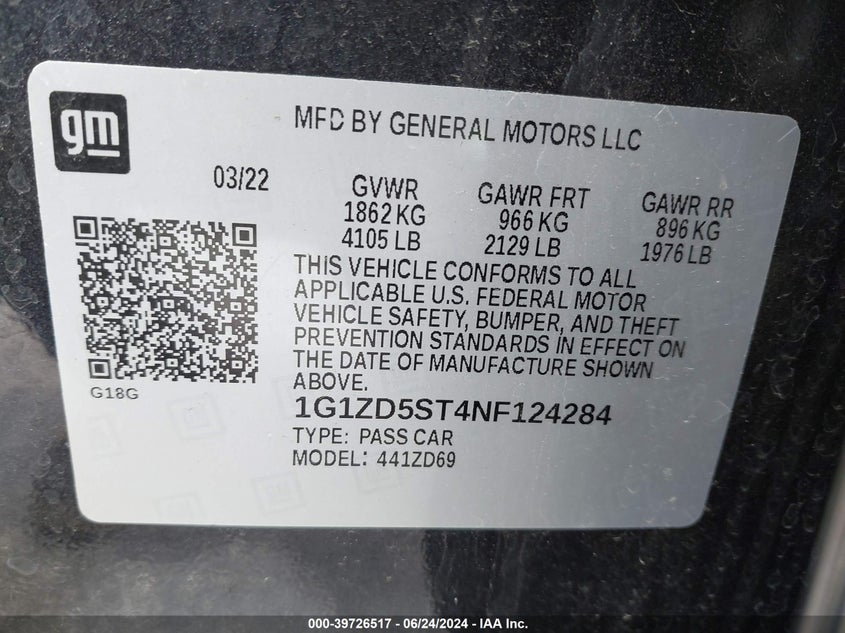 gm
MFD BY GENERAL MOTORS LLC
03/22
GVWR
1862 KG
4105 LB
GAWR FRT
966 KG
2129 LB
GAWR RR
896 KG
1976 LB
THIS VEHICLE CONFORMS TO ALL
APPLICABLE U.S. FEDERAL MOTOR
VEHICLE SAFETY, BUMPER, AND THEFT
PREVENTION STANDARDS IN EFFECT ON
THE DATE OF MANUFACTURE SHOWN
ABOVE.
G18G
1G1ZD5ST4NF124284
TYPE: PASS CAR
MODEL: 441ZD69
000-39726517 - 06/24/2024 - IAA Inc.